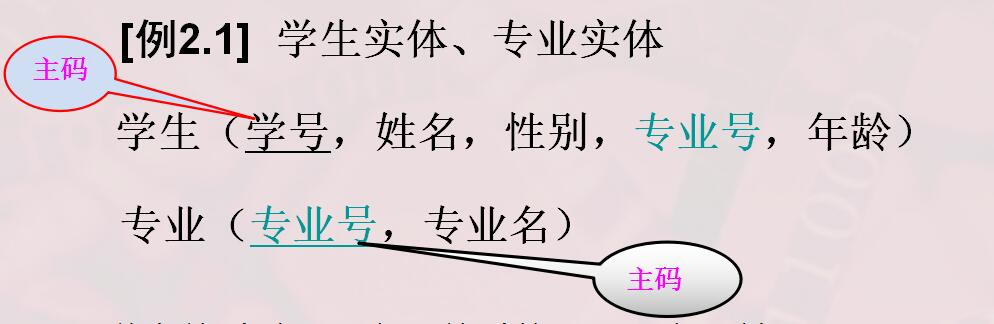 [例2.1] 学生实体、专业实体
主码
学生（学号，姓名，性别，专业号，年龄）
专业（专业号，专业名）
主码